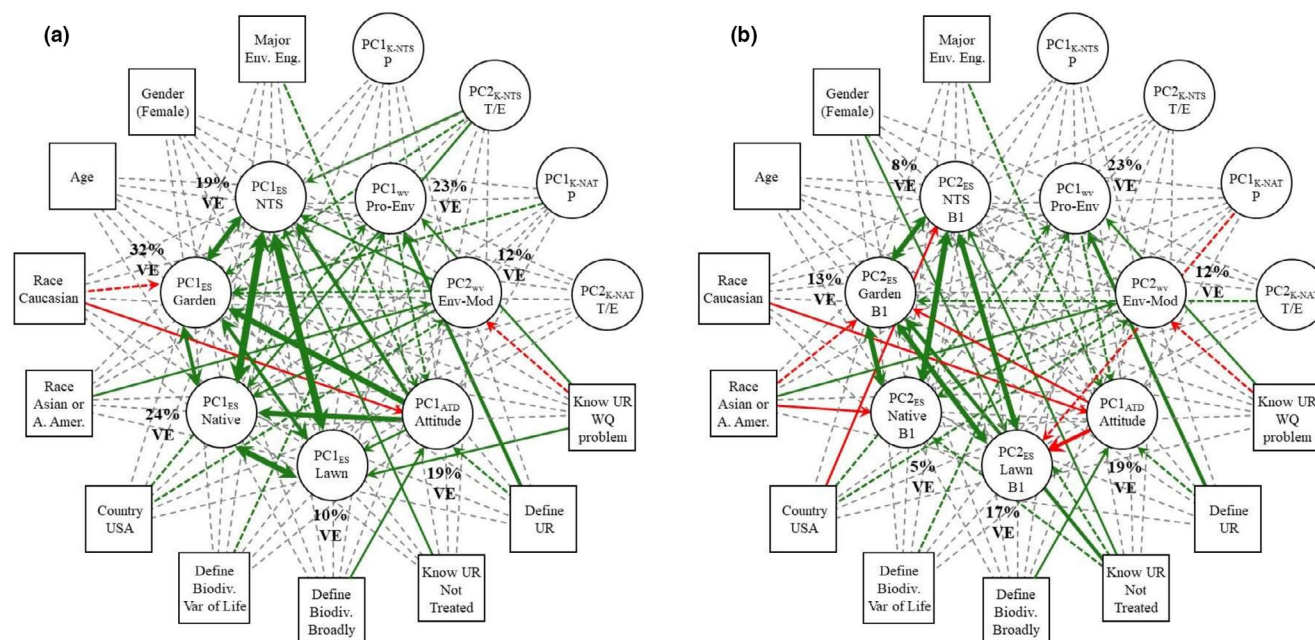 (a)
Major
Env. Eng.
PC1K-NTS
P
PC2K-NTS
T/E
Gender
(Female)
Age
19%
VE
PC1ES
NTS
PC1WV
Pro-Env
23%
VE
PC1K-NAT
P
32%
VE
Race
Caucasian
PC1ES
Garden
PC2WV
Env-Mod
12%
VE
PC2K-NAT
T/E
Race
Asian or
A. Amer.
24%
VE
PC1ES
Native
PC1ES
Lawn
PC1ATD
Attitude
Know UR
WQ
problem
19%
VE
10%
VE
Country
USA
Define
UR
Define
Biodiv.
Var of Life
Define
Biodiv.
Broadly
Know UR
Not
Treated
(b)
Major
Env. Eng.
PC1K-NTS
P
PC2K-NTS
T/E
Gender
(Female)
Age
8%
VE
PC2ES
NTS
B1
PC1WV
Pro-Env
23%
VE
PC1K-NAT
P
Race
Caucasian
13%
VE
PC2ES
Garden
B1
PC2WV
Env-Mod
12%
VE
PC2K-NAT
T/E
Race
Asian or
A. Amer.
PC2ES
Native
B1
PC2ES
Lawn
B1
PC1ATD
Attitude
Know UR
WQ
problem
5%
VE
17%
VE
19%
VE
Country
USA
Define
UR
Define
Biodiv.
Var of Life
Define
Biodiv.
Broadly
Know UR
Not
Treated